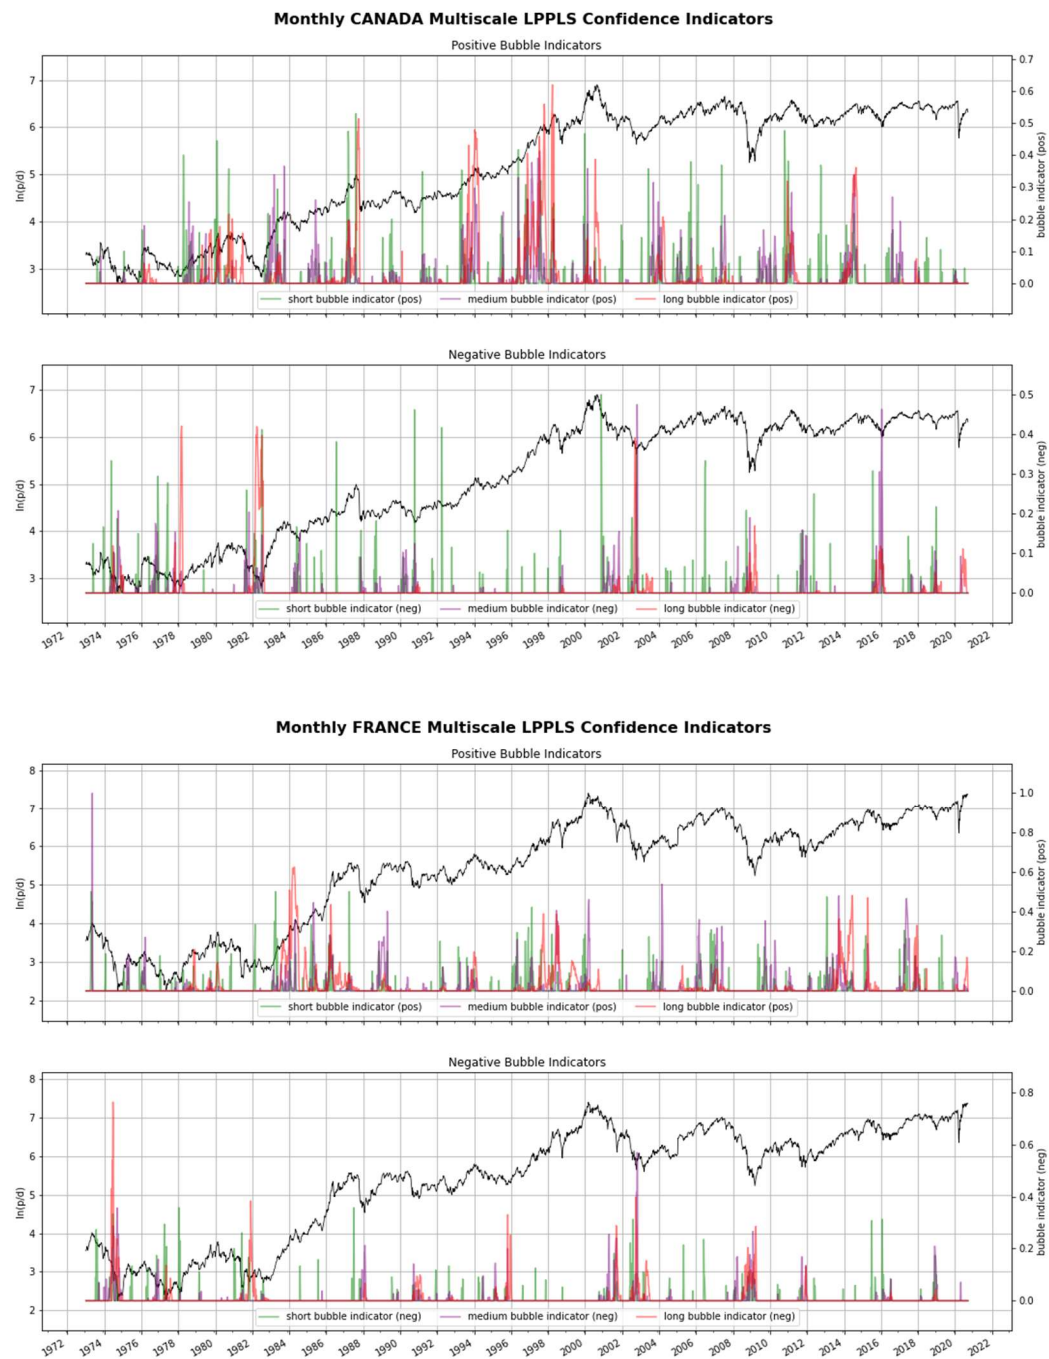 Monthly CANADA Multiscale LPPLS Confidence Indicators
Positive Bubble Indicators
7
6
5
4
3
ln(p/d)
0.7
0.6
0.5
0.4
0.3
0.2
0.1
0.0
bubble indicator (pos)
short bubble indicator (pos) medium bubble indicator (pos) long bubble indicator (pos)
Negative Bubble Indicators
7
6
5
4
3
ln(p/d)
0.5
0.4
0.3
0.2
0.1
0.0
bubble indicator (neg)
short bubble indicator (neg) medium bubble indicator (neg) long bubble indicator (neg)
1972 1974 1976 1978 1980 1982 1984 1986 1988 1990 1992 1994 1996 1998 2000 2002 2004 2006 2008 2010 2012 2014 2016 2018 2020 2022
Monthly FRANCE Multiscale LPPLS Confidence Indicators
Positive Bubble Indicators
8
7
6
5
4
3
2
ln(p/d)
1.0
0.8
0.6
0.4
0.2
0.0
bubble indicator (pos)
short bubble indicator (pos) medium bubble indicator (pos) long bubble indicator (pos)
Negative Bubble Indicators
8
7
6
5
4
3
2
ln(p/d)
0.8
0.6
0.4
0.2
0.0
bubble indicator (neg)
short bubble indicator (neg) medium bubble indicator (neg) long bubble indicator (neg)
1972 1974 1976 1978 1980 1982 1984 1986 1988 1990 1992 1994 1996 1998 2000 2002 2004 2006 2008 2010 2012 2014 2016 2018 2020 2022